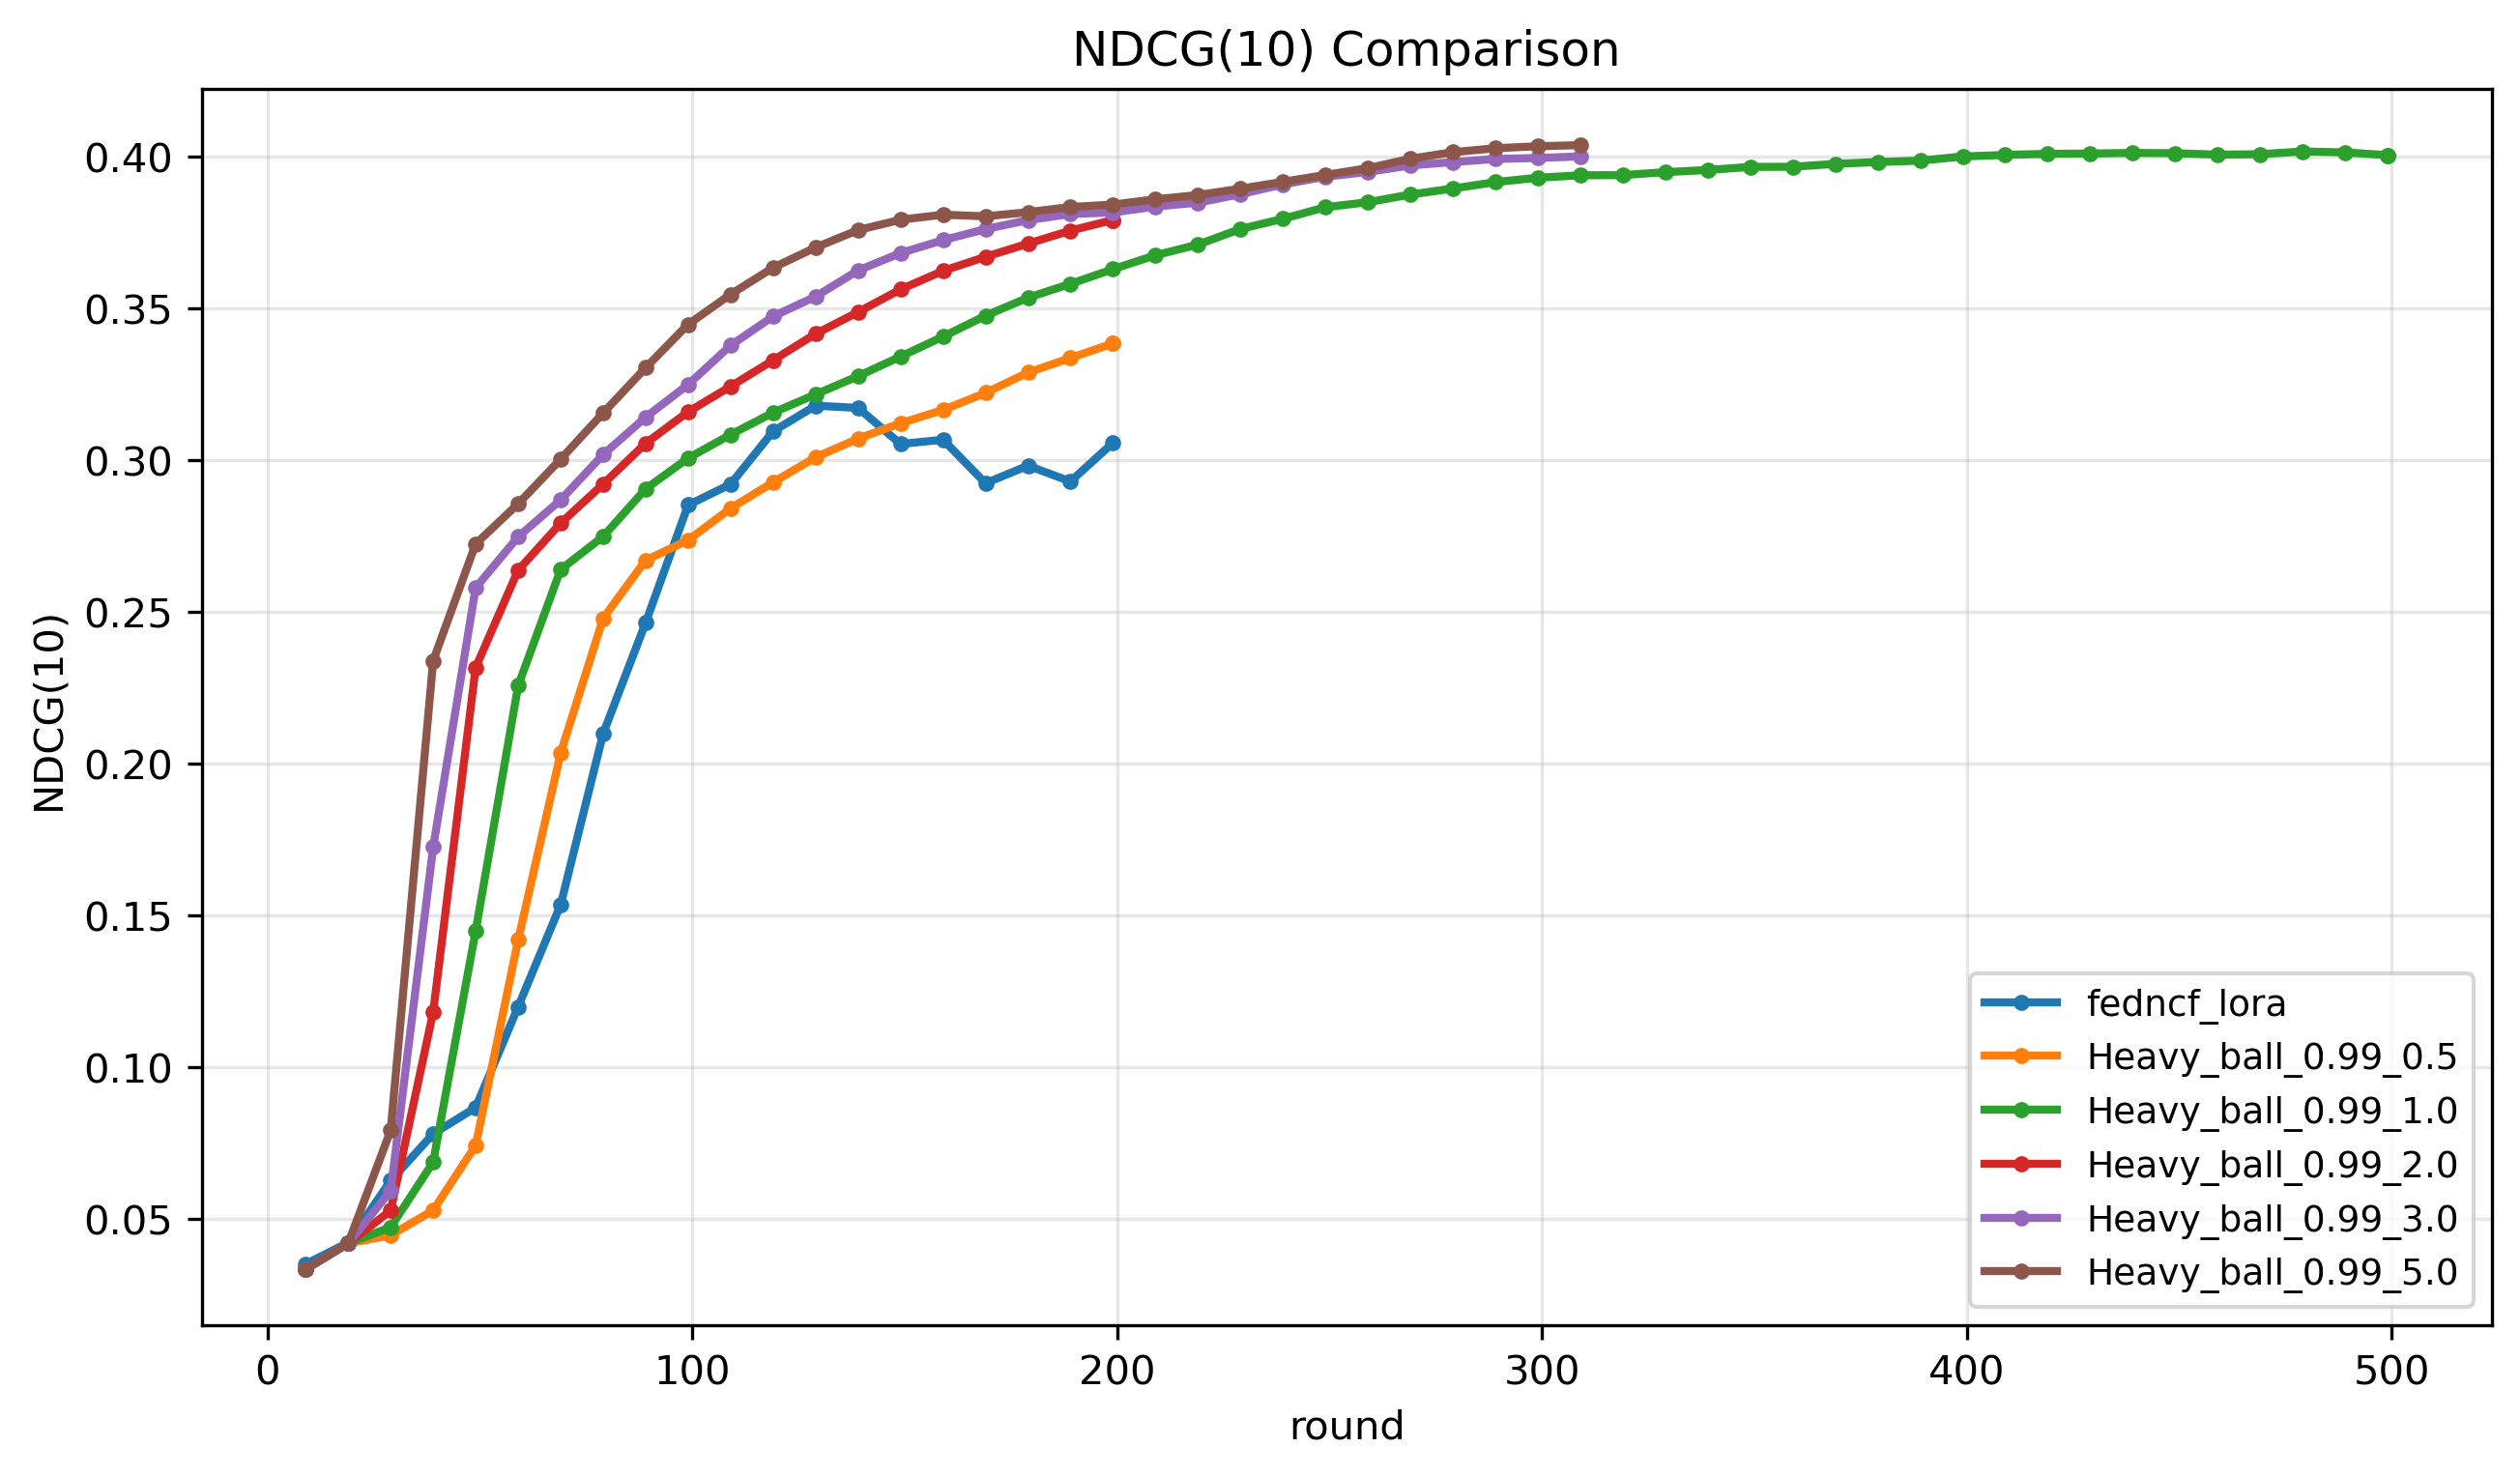 NDCG(10) Comparison
NDCG(10)
0.40
0.35
0.30
0.25
0.20
0.15
0.10
0.05
0 100 200 300 400 500
round
fedncf_lora
Heavy_ball_0.99_0.5
Heavy_ball_0.99_1.0
Heavy_ball_0.99_2.0
Heavy_ball_0.99_3.0
Heavy_ball_0.99_5.0